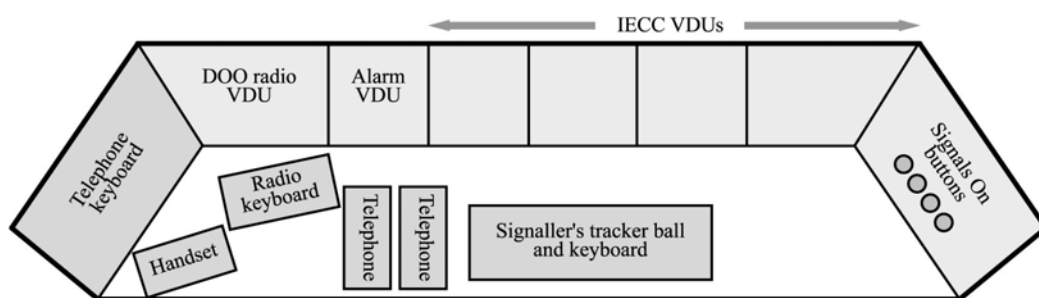 IECC VDUs
DOO radio
VDU
Alarm
VDU
Telephone
keyboard
Signals On
buttons
Radio
keyboard
Handset
Telephone
Telephone
Signaller's tracker ball
and keyboard